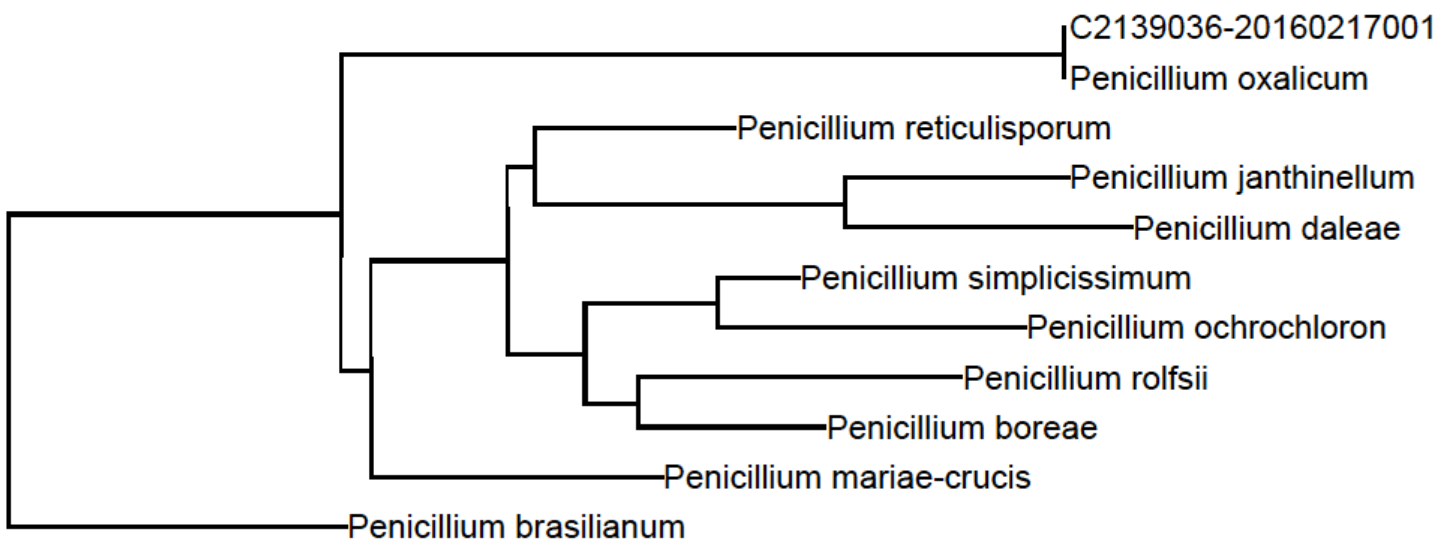 C2139036-20160217001
Penicillium oxalicum
Penicillium reticulisporum
Penicillium janthinellum
Penicillium daleae
Penicillium simplicissimum
Penicillium ochrochloron
Penicillium rolfsii
Penicillium boreae
Penicillium mariae-crucis
Penicillium brasilianum